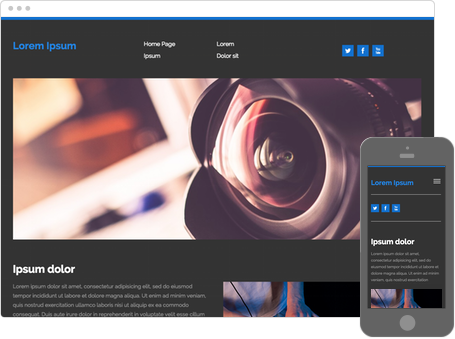 Lorem Ipsum
Home Page
Lorem
Ipsum
Dolor sit
Ipsum dolor
Lorem ipsum dolor sit amet, consectetur adipiscing elit, sed do eiusmod
tempor incididunt ut labore et dolore magna aliqua. Ut enim ad minim veniam,
quis nostrud exercitation ullamco laboris nisi ut aliquip ex ea commodo
consequat. Duis aute irure dolor in reprehenderit in voluptate velit esse cillum
Lorem Ipsum
Ipsum dolor
Lorem ipsum dolor sit amet,
consectetur adipiscing elit, sed do
eiusmod tempor incididunt ut labore et
dolore magna aliqua. Ut enim ad minim
veniam, quis nostrud exercitation